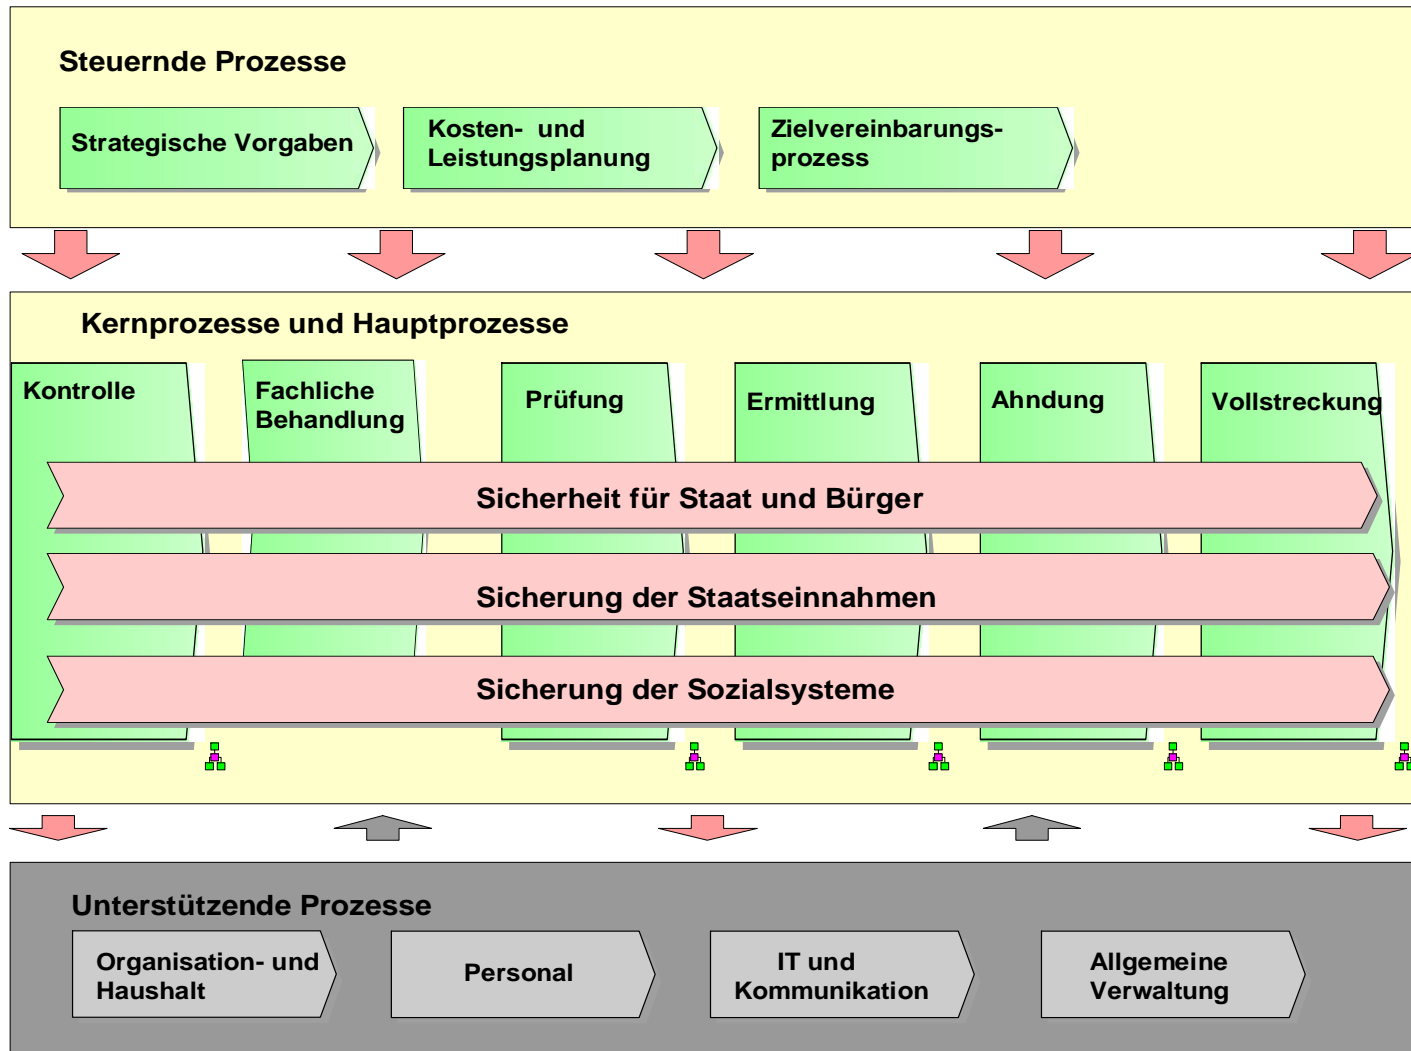 Steuernde Prozesse
Strategische Vorgaben
Kosten- und
Leistungsplanung
Zielvereinbarungs-
prozess
Kernprozesse und Hauptprozesse
Kontrolle
Fachliche
Behandlung
Prüfung
Ermittlung
Ahndung
Vollstreckung
Sicherheit für Staat und Bürger
Sicherung der Staatseinnahmen
Sicherung der Sozialsysteme
Unterstützende Prozesse
Organisation- und
Haushalt
Personal
IT und
Kommunikation
Allgemeine
Verwaltung